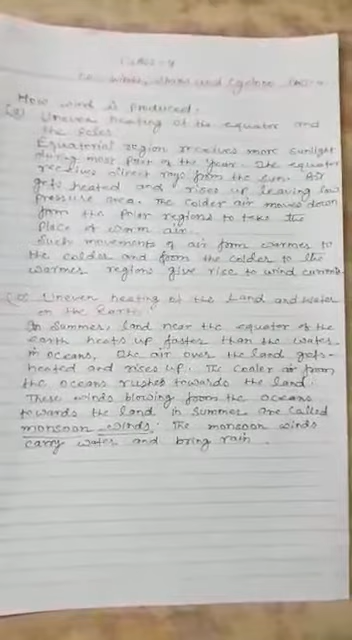 Class-7
Ch- Winds, Storm and Cyclone
How wind is produced.
(a) Uneven heating of the equator and
the poles
Equatorial region receives more sunlight
during most part of the year. The equator
receives direct rays from the sun. Air
gets heated and rises up leaving low
pressure area. The colder air moves down
from the Prior regions to take the
place of warm air.
Such movements of air form warmer to
the colder and from the colder to the
warmer regions give rise to wind current
Uneven heating of the Land and water
on the Earth.
In Summer, land near the equator of the
earth heats up faster than the water
in oceans, The air over the land gets
heated and rises up. The cooler air from
the oceans rushes towards the land.
These winds blowing from the oceans
towards the land in summer are called
monsoon winds. The monsoon winds
carry water and bring rain.